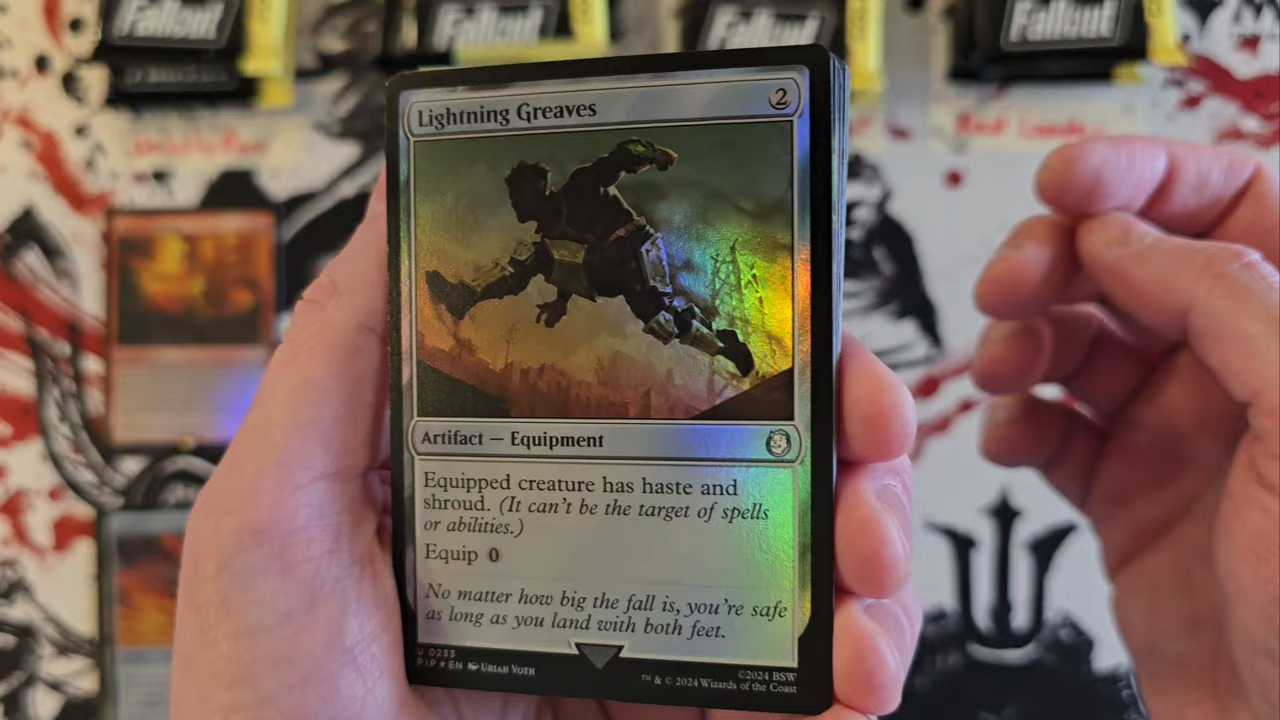 Fallout
Fallout
Fallout
Fallout
Lightning Greaves
2
Artifact — Equipment
Equipped creature has haste and
shroud. (It can't be the target of spells
or abilities.)
Equip 0
No matter how big the fall is, you're safe
as long as you land with both feet.
U 0233
PIP★EN URIAH VOTH
©2024 BSW
™ & © 2024 Wizards of the Coast